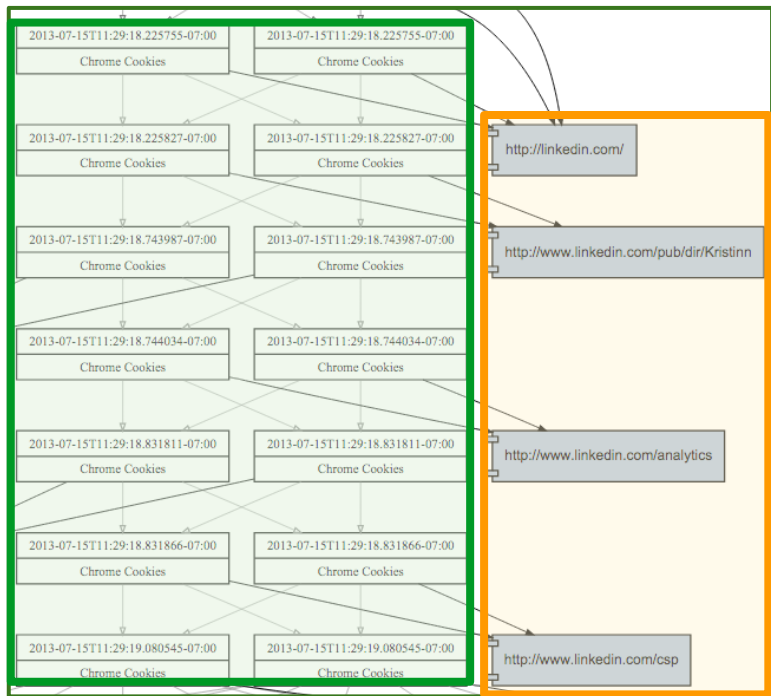 2013-07-15T11:29:18.225755-07:00 2013-07-15T11:29:18.225755-07:00
Chrome Cookies Chrome Cookies
2013-07-15T11:29:18.225827-07:00 2013-07-15T11:29:18.225827-07:00
http://linkedin.com/
Chrome Cookies Chrome Cookies
2013-07-15T11:29:18.743987-07:00 2013-07-15T11:29:18.743987-07:00
http://www.linkedin.com/pub/dir/Kristinn
Chrome Cookies Chrome Cookies
2013-07-15T11:29:18.744034-07:00 2013-07-15T11:29:18.744034-07:00
Chrome Cookies Chrome Cookies
2013-07-15T11:29:18.831811-07:00 2013-07-15T11:29:18.831811-07:00
http://www.linkedin.com/analytics
Chrome Cookies Chrome Cookies
2013-07-15T11:29:18.831866-07:00 2013-07-15T11:29:18.831866-07:00
Chrome Cookies Chrome Cookies
2013-07-15T11:29:19.080545-07:00 2013-07-15T11:29:19.080545-07:00
http://www.linkedin.com/csp
Chrome Cookies Chrome Cookies